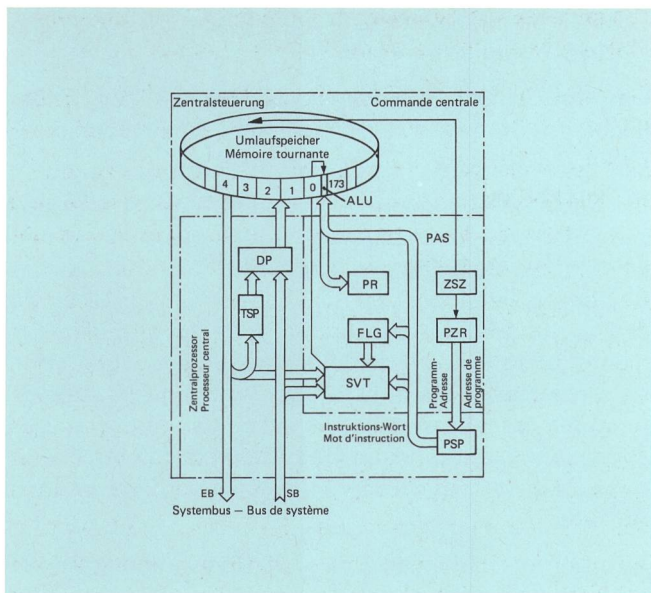 Zentralsteuerung
Commande centrale
Umlaufspeicher
Mémoire tournante
4 3 2 1 0 173
ALU
PAS
DP
PR
ZSZ
TSP
FLG
PZR
SVT
Zentralprozessor
Processeur central
Programm-
Adresse
Adresse de
programme
Instruktions-Wort
Mot d'instruction
PSP
EB
SB
Systembus — Bus de système